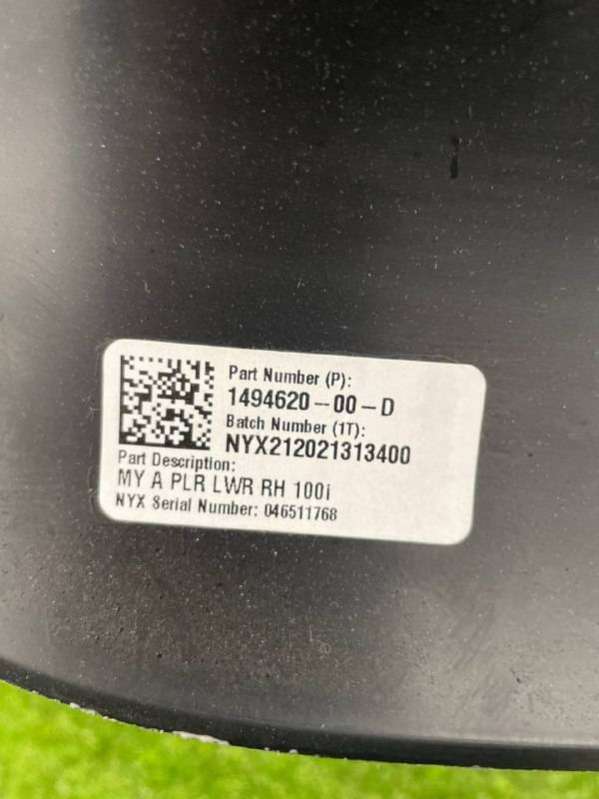 Part Number (P):
1494620-00-D
Batch Number (1T):
NYX212021313400
Part Description:
MY A PLR LWR RH 100i
NYX Serial Number: 046511768